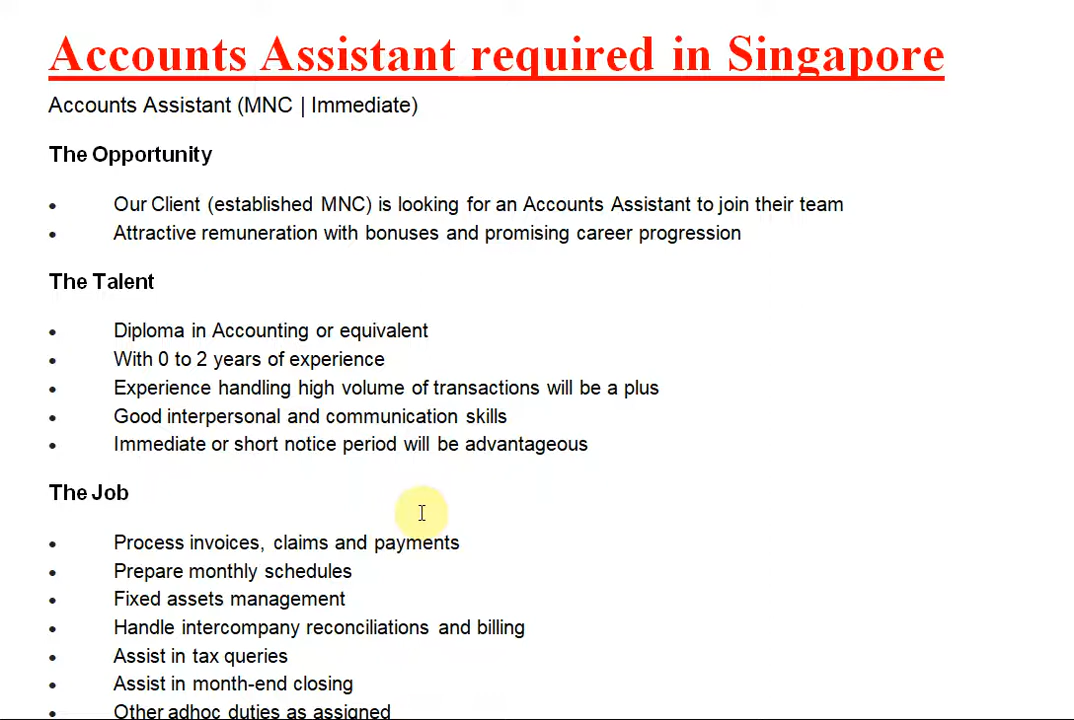 Accounts Assistant required in Singapore
Accounts Assistant (MNC | Immediate)
The Opportunity
• Our Client (established MNC) is looking for an Accounts Assistant to join their team
• Attractive remuneration with bonuses and promising career progression
The Talent
• Diploma in Accounting or equivalent
• With 0 to 2 years of experience
• Experience handling high volume of transactions will be a plus
• Good interpersonal and communication skills
• Immediate or short notice period will be advantageous
The Job
• Process invoices, claims and payments
• Prepare monthly schedules
• Fixed assets management
• Handle intercompany reconciliations and billing
• Assist in tax queries
• Assist in month-end closing
• Other adhoc duties as assigned